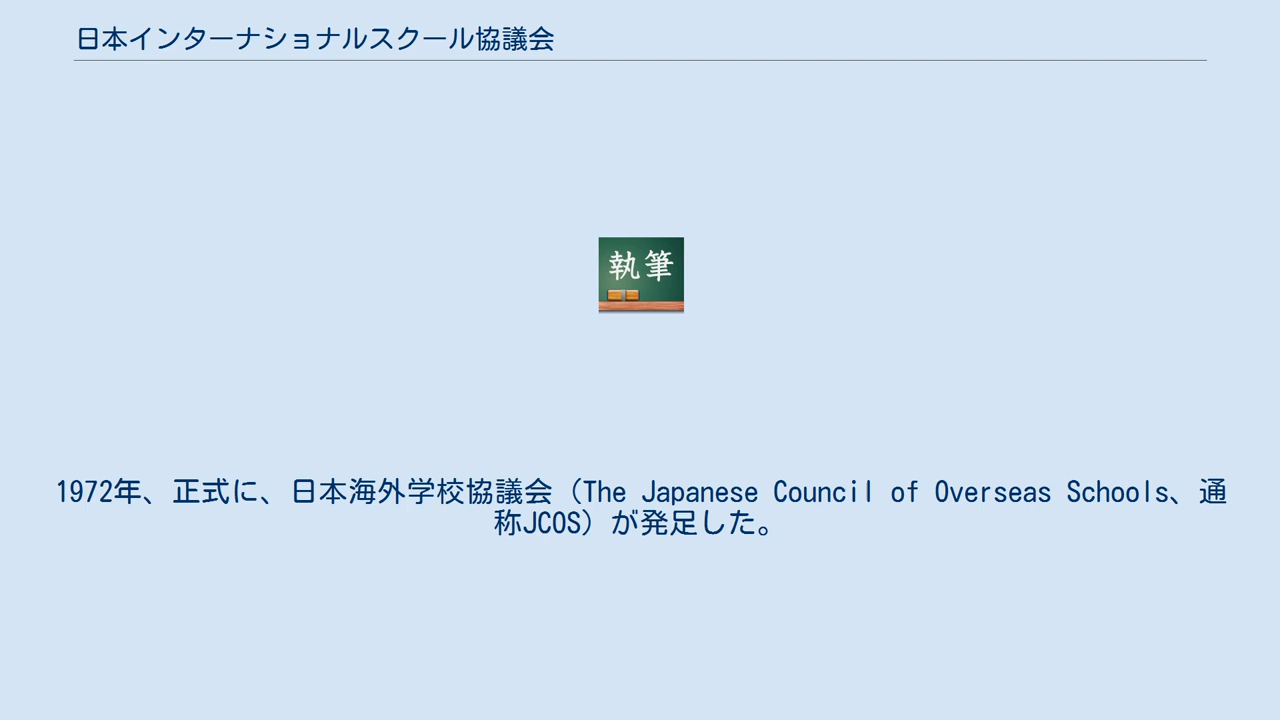 日本インターナショナルスクール協議会
執筆
1972年、正式に、日本海外学校協議会（The Japanese Council of Overseas Schools、通
称JCOS）が発足した。